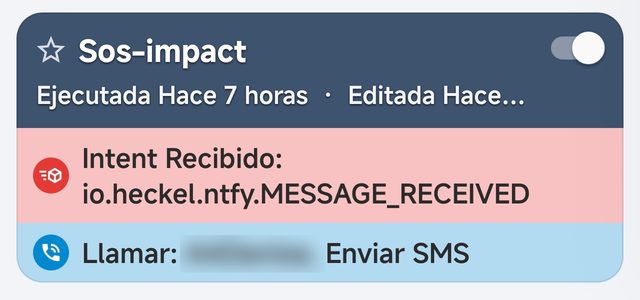 Sos-impact
Ejecutada Hace 7 horas · Editada Hace...
Intent Recibido:
io.heckel.ntfy.MESSAGE_RECEIVED
Llamar: Enviar SMS